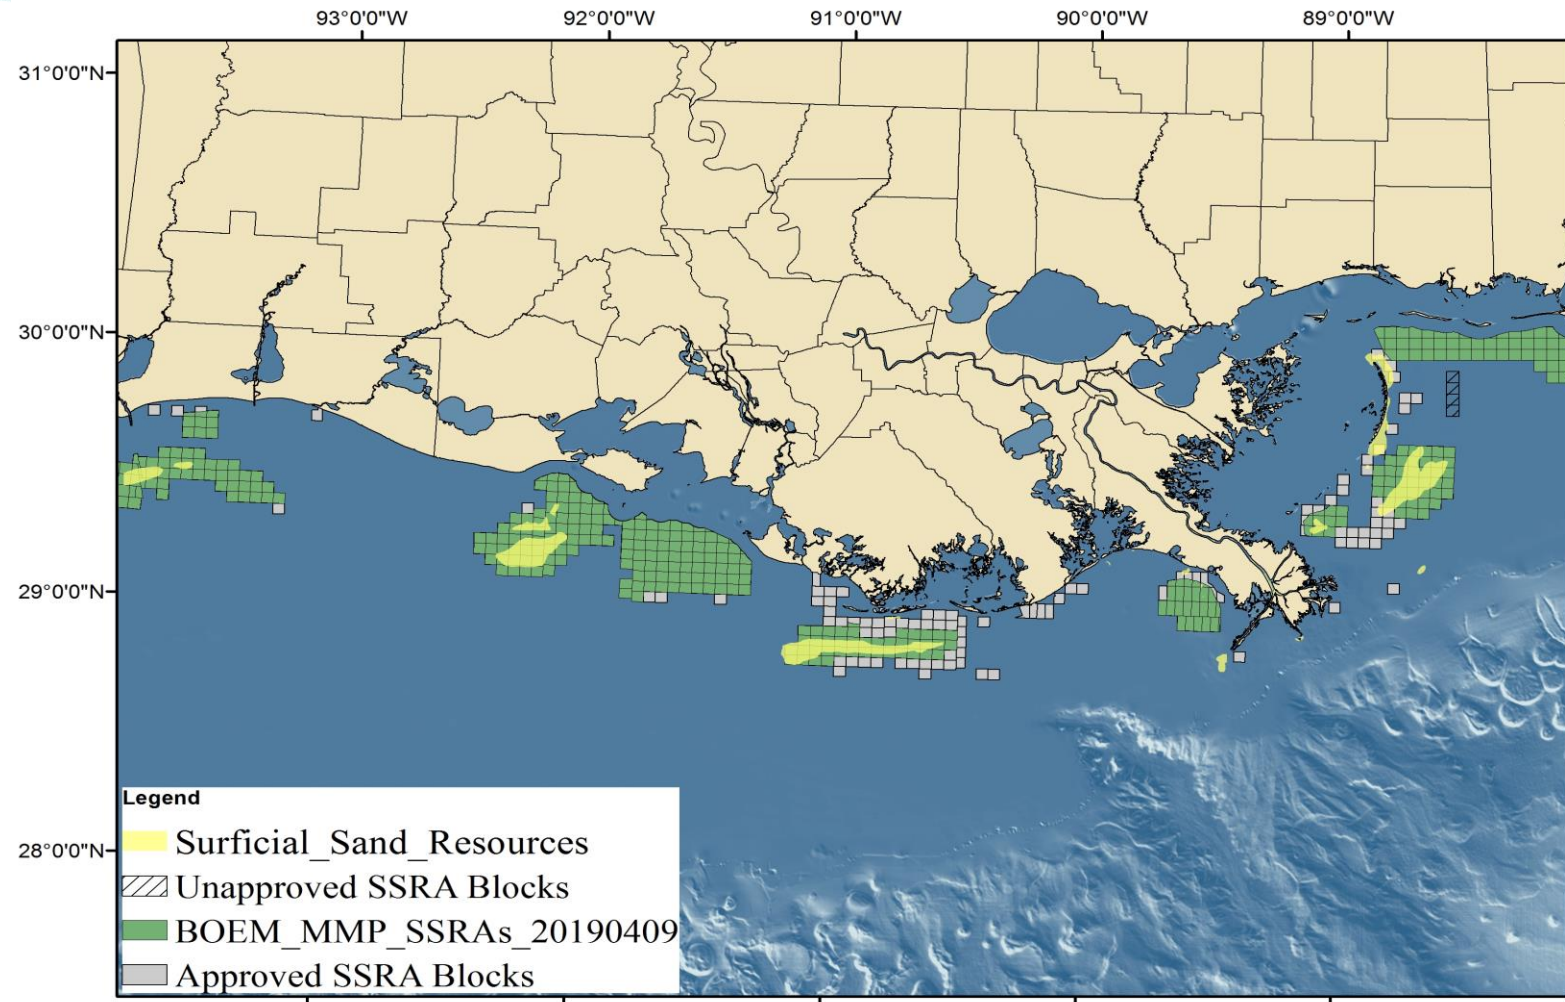 93°0'0"W 92°0'0"W 91°0'0"W 90°0'0"W 89°0'0"W
31°0'0"N
30°0'0"N
29°0'0"N
28°0'0"N
Legend
Surficial_Sand_Resources
Unapproved SSRA Blocks
BOEM_MMP_SSRAs_20190409
Approved SSRA Blocks